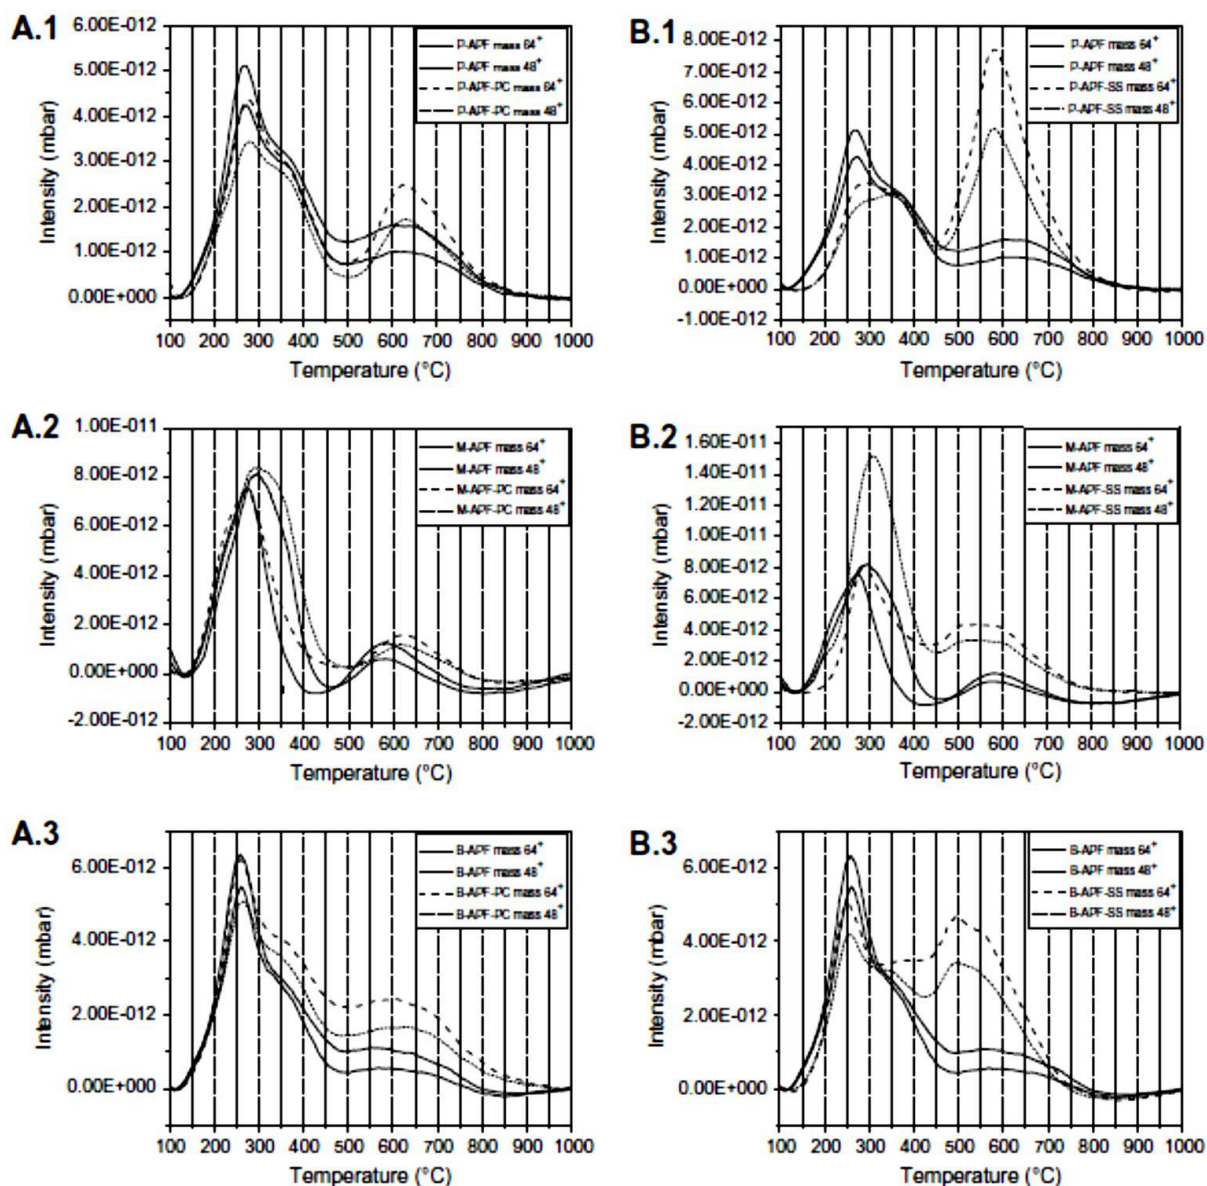 A.1
6.00E-012
5.00E-012
4.00E-012
3.00E-012
2.00E-012
1.00E-012
0.00E+000
Intensity (mbar)
P-APF mass 64+
P-APF mass 48+
P-APF-PC mass 64+
P-APF-PC mass 48+
100 200 300 400 500 600 700 800 900 1000
Temperature (°C)
B.1
8.00E-012
7.00E-012
6.00E-012
5.00E-012
4.00E-012
3.00E-012
2.00E-012
1.00E-012
0.00E+000
-1.00E-012
Intensity (mbar)
P-APF mass 64+
P-APF mass 48+
P-APF-SS mass 64+
P-APF-SS mass 48+
100 200 300 400 500 600 700 800 900 1000
Temperature (°C)
A.2
1.00E-011
8.00E-012
6.00E-012
4.00E-012
2.00E-012
0.00E+000
-2.00E-012
Intensity (mbar)
M-APF mass 64+
M-APF mass 48+
M-APF-PC mass 64+
M-APF-PC mass 48+
100 200 300 400 500 600 700 800 900 1000
Temperature (°C)
B.2
1.60E-011
1.40E-011
1.20E-011
1.00E-011
8.00E-012
6.00E-012
4.00E-012
2.00E-012
0.00E+000
-2.00E-012
Intensity (mbar)
M-APF mass 64+
M-APF mass 48+
M-APF-SS mass 64+
M-APF-SS mass 48+
100 200 300 400 500 600 700 800 900 1000
Temperature (°C)
A.3
6.00E-012
4.00E-012
2.00E-012
0.00E+000
Intensity (mbar)
B-APF mass 64+
B-APF mass 48+
B-APF-PC mass 64+
B-APF-PC mass 48+
100 200 300 400 500 600 700 800 900 1000
Temperature (°C)
B.3
6.00E-012
4.00E-012
2.00E-012
0.00E+000
Intensity (mbar)
B-APF mass 64+
B-APF mass 48+
B-APF-SS mass 64+
B-APF-SS mass 48+
100 200 300 400 500 600 700 800 900 1000
Temperature (°C)